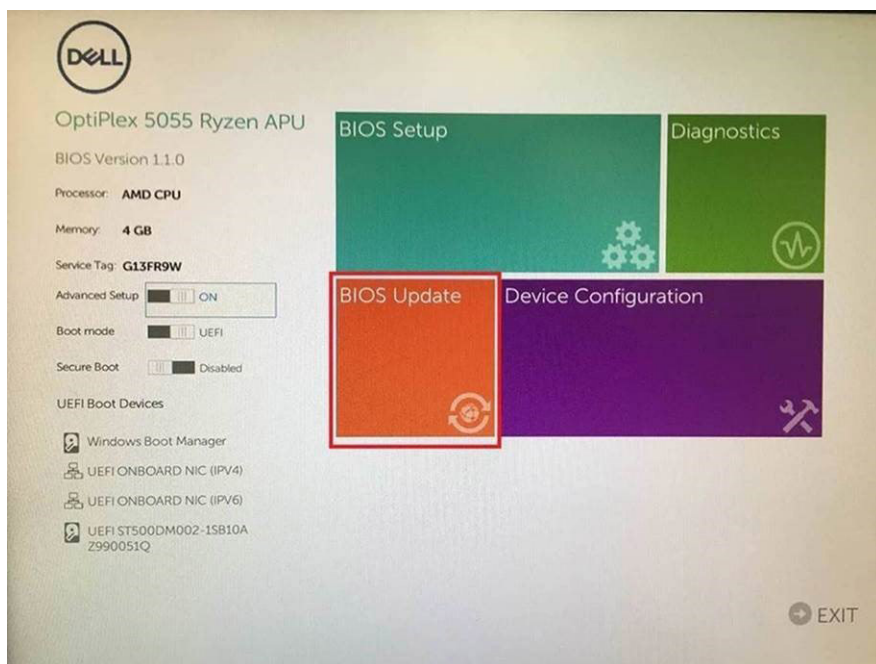 DELL
OptiPlex 5055 Ryzen APU
BIOS Version 1.1.0
Processor: AMD CPU
Memory: 4 GB
Service Tag: G13FR9W
Advanced Setup ON
Boot mode UEFI
Secure Boot Disabled
UEFI Boot Devices
Windows Boot Manager
UEFI ONBOARD NIC (IPV4)
UEFI ONBOARD NIC (IPV6)
UEFI ST500DM002-1SB10A
Z990051Q
BIOS Setup
Diagnostics
BIOS Update
Device Configuration
EXIT